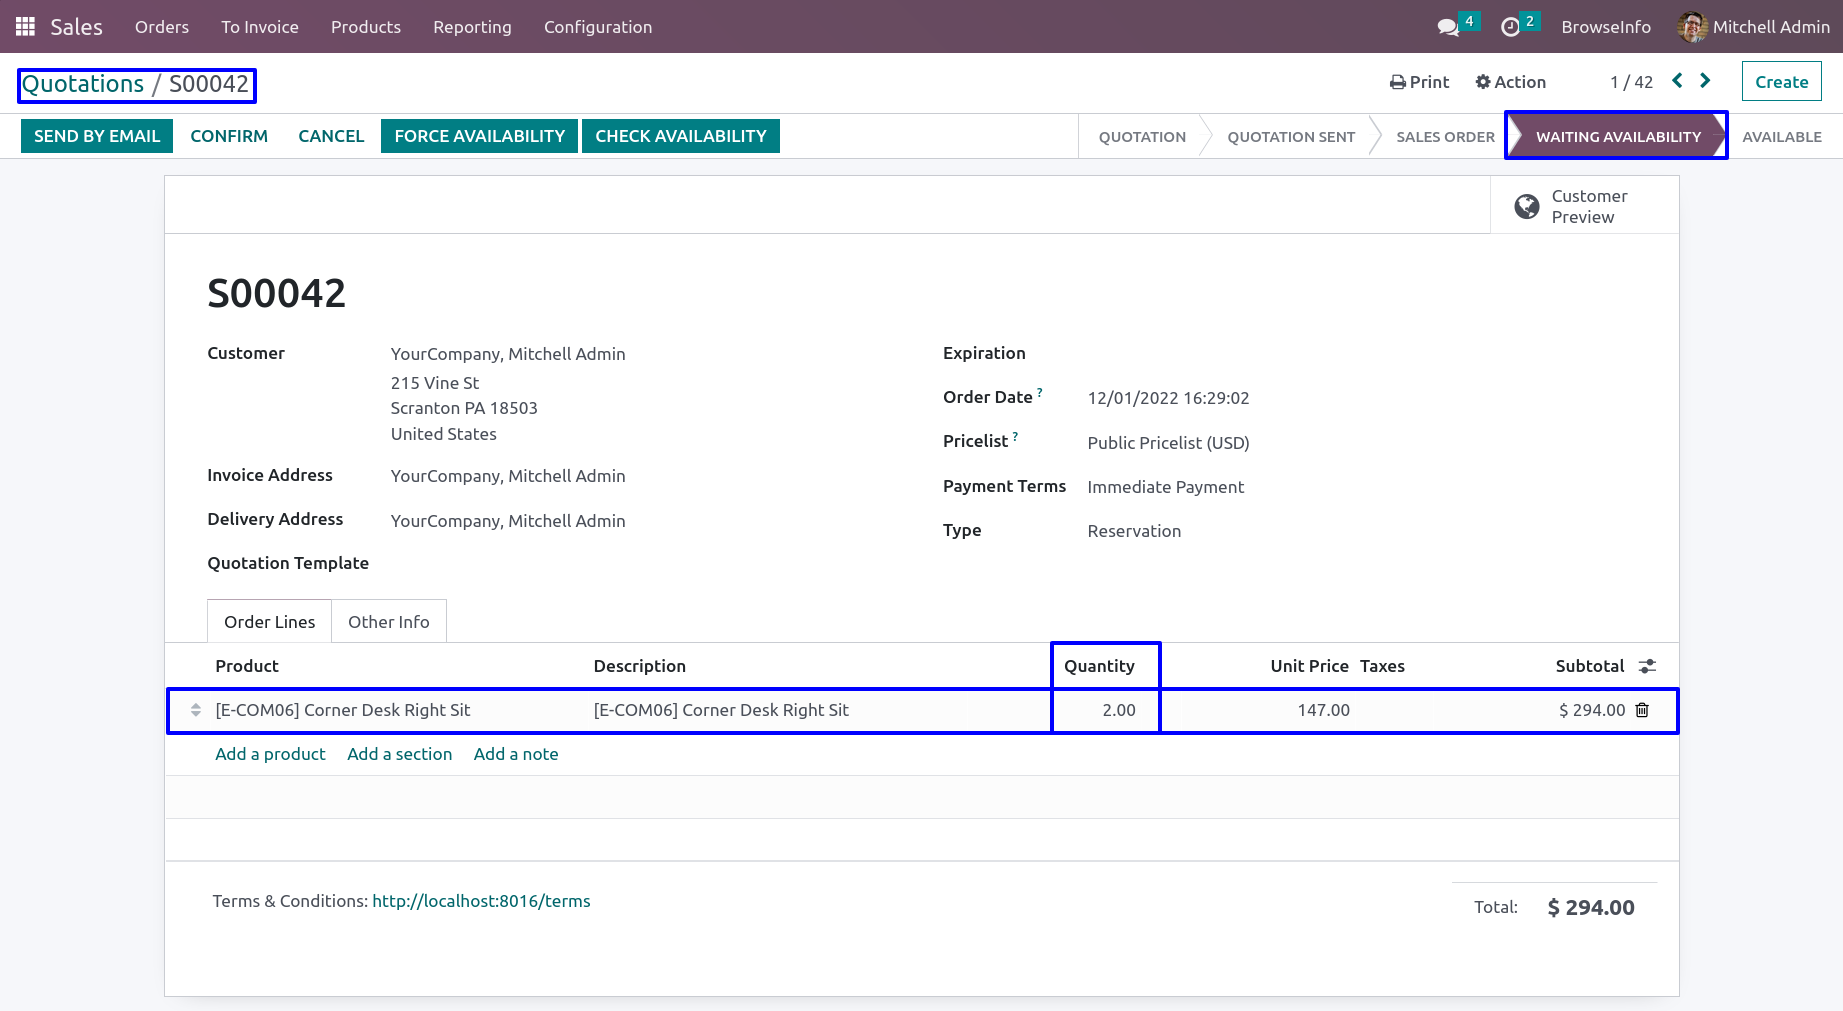 Sales Orders To Invoice Products Reporting Configuration 4 2 BrowseInfo Mitchell Admin
Quotations / S00042 Print Action 1 / 42 Create
SEND BY EMAIL CONFIRM CANCEL FORCE AVAILABILITY CHECK AVAILABILITY QUOTATION QUOTATION SENT SALES ORDER WAITING AVAILABILITY AVAILABLE
Customer
Preview
S00042
Customer YourCompany, Mitchell Admin
215 Vine St
Scranton PA 18503
United States
Invoice Address YourCompany, Mitchell Admin
Delivery Address YourCompany, Mitchell Admin
Quotation Template
Expiration
Order Date ? 12/01/2022 16:29:02
Pricelist ? Public Pricelist (USD)
Payment Terms Immediate Payment
Type Reservation
Order Lines Other Info
Product Description Quantity Unit Price Taxes Subtotal
[E-COM06] Corner Desk Right Sit [E-COM06] Corner Desk Right Sit 2.00 147.00 $ 294.00
Add a product Add a section Add a note
Terms & Conditions: http://localhost:8016/terms
Total: $ 294.00